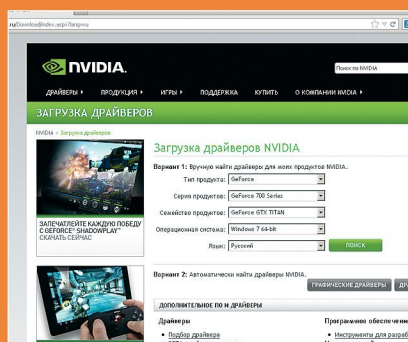 ru/Download/index.aspx?lang=ru
NVIDIA.
Поиск по NVIDIA
ДРАЙВЕРЫ
ПРОДУКЦИЯ
ИГРЫ
ПОДДЕРЖКА
КУПИТЬ
О КОМПАНИИ NVIDIA
ЗАГРУЗКА ДРАЙВЕРОВ
NVIDIA > Загрузка драйверов
ЗАПЕЧАТЛЕЙТЕ КАЖДУЮ ПОБЕДУ
С GEFORCE® SHADOWPLAY™
СКАЧАТЬ СЕЙЧАС
Загрузка драйверов NVIDIA
Вариант 1: Вручную найти драйверы для моих продуктов NVIDIA.
Тип продукта: GeForce
Серия продуктов: GeForce 700 Series
Семейство продуктов: GeForce GTX TITAN
Операционная система: Windows 7 64-bit
Язык: Русский
ПОИСК
Вариант 2: Автоматически найти драйверы NVIDIA.
ГРАФИЧЕСКИЕ ДРАЙВЕРЫ
ДОПОЛНИТЕЛЬНОЕ ПО И ДРАЙВЕРЫ
Драйверы
• Подбор драйвера
Программное обеспечени
• Инструменты для разраб